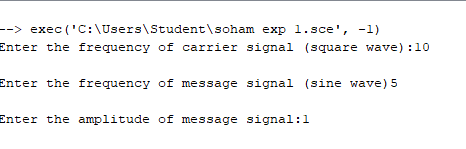 --> exec('C:\Users\Student\soham exp 1.sce', -1)
Enter the frequency of carrier signal (square wave):10
Enter the frequency of message signal (sine wave)5
Enter the amplitude of message signal:1